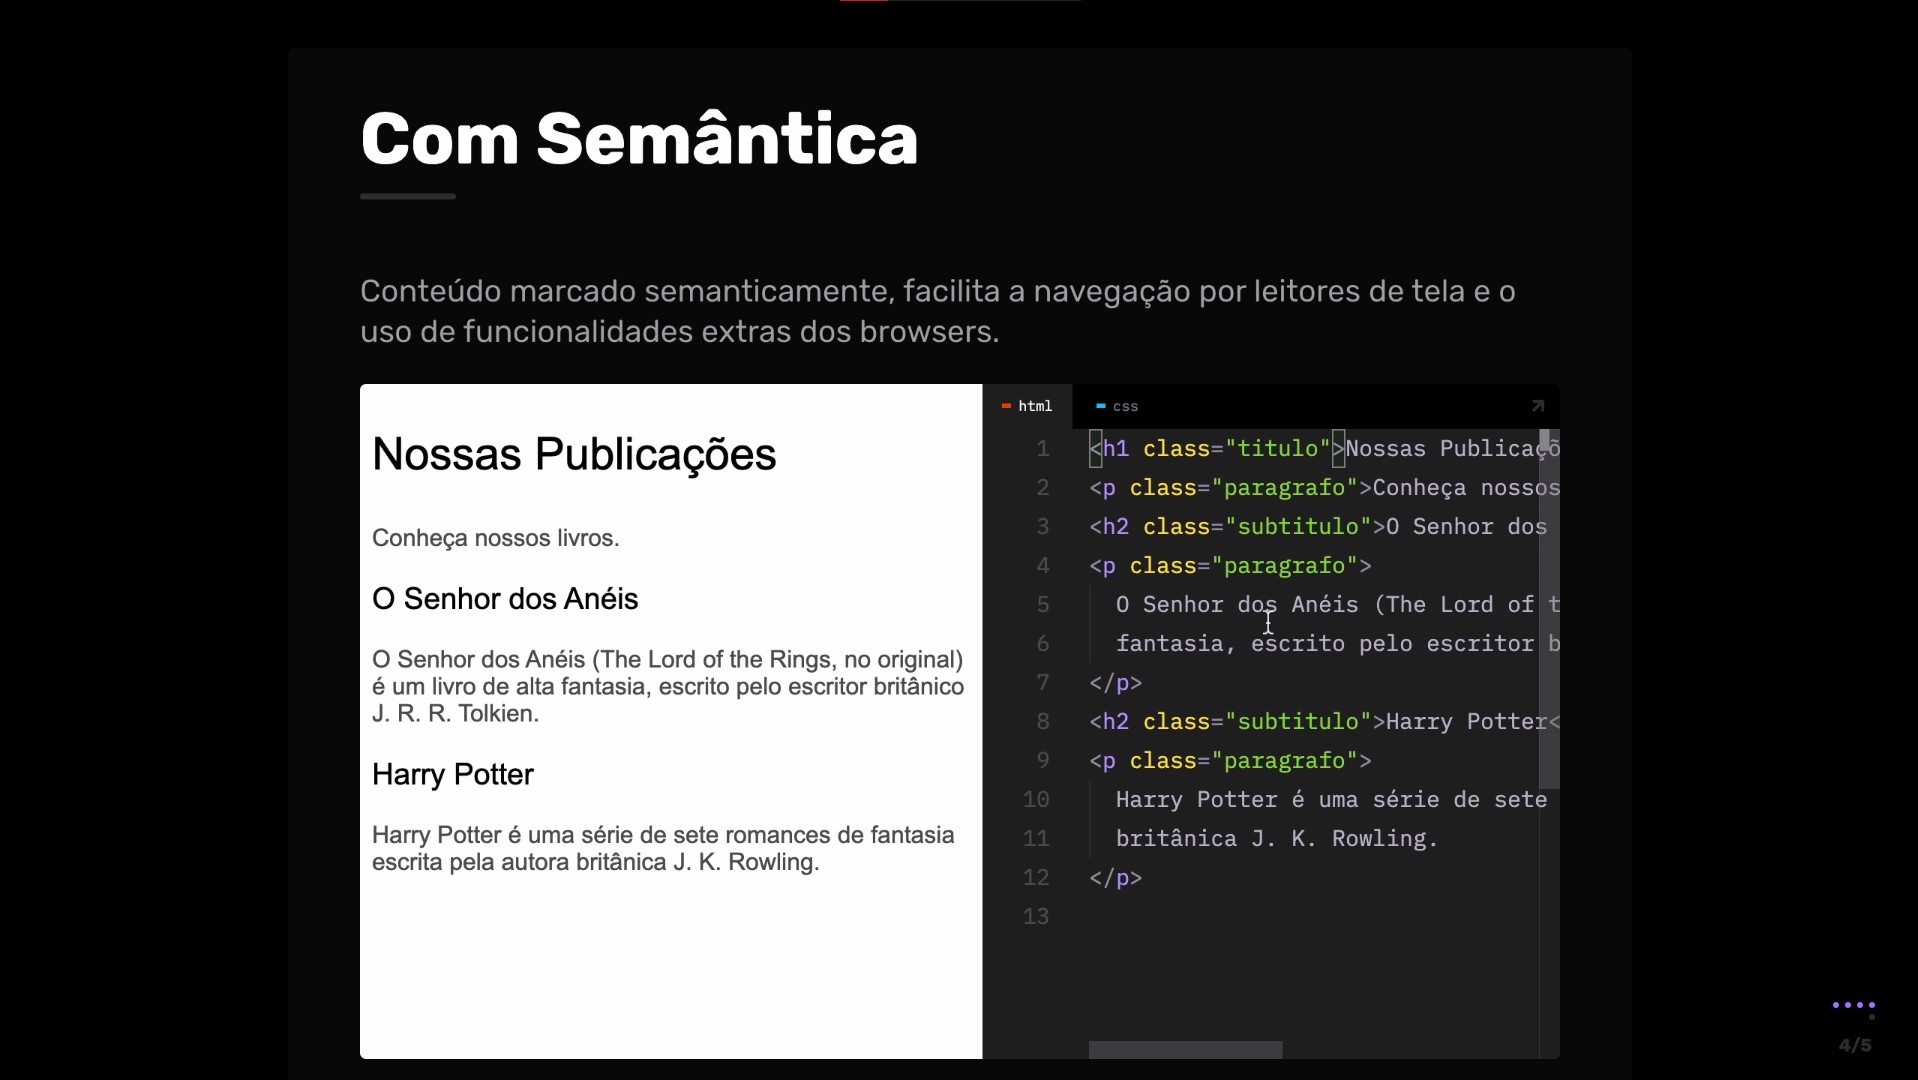 Com Semântica
Conteúdo marcado semanticamente, facilita a navegação por leitores de tela e o
uso de funcionalidades extras dos browsers.
Nossas Publicações
Conheça nossos livros.
O Senhor dos Anéis
O Senhor dos Anéis (The Lord of the Rings, no original)
é um livro de alta fantasia, escrito pelo escritor britânico
J. R. R. Tolkien.
Harry Potter
Harry Potter é uma série de sete romances de fantasia
escrita pela autora britânica J. K. Rowling.
html css
1 <h1 class="titulo">Nossas Publicaçõ
2 <p class="paragrafo">Conheça nossos
3 <h2 class="subtitulo">O Senhor dos
4 <p class="paragrafo">
5 O Senhor dos Anéis (The Lord of t
6 fantasia, escrito pelo escritor b
7 </p>
8 <h2 class="subtitulo">Harry Potter<
9 <p class="paragrafo">
10 Harry Potter é uma série de sete
11 britânica J. K. Rowling.
12 </p>
13
4/5